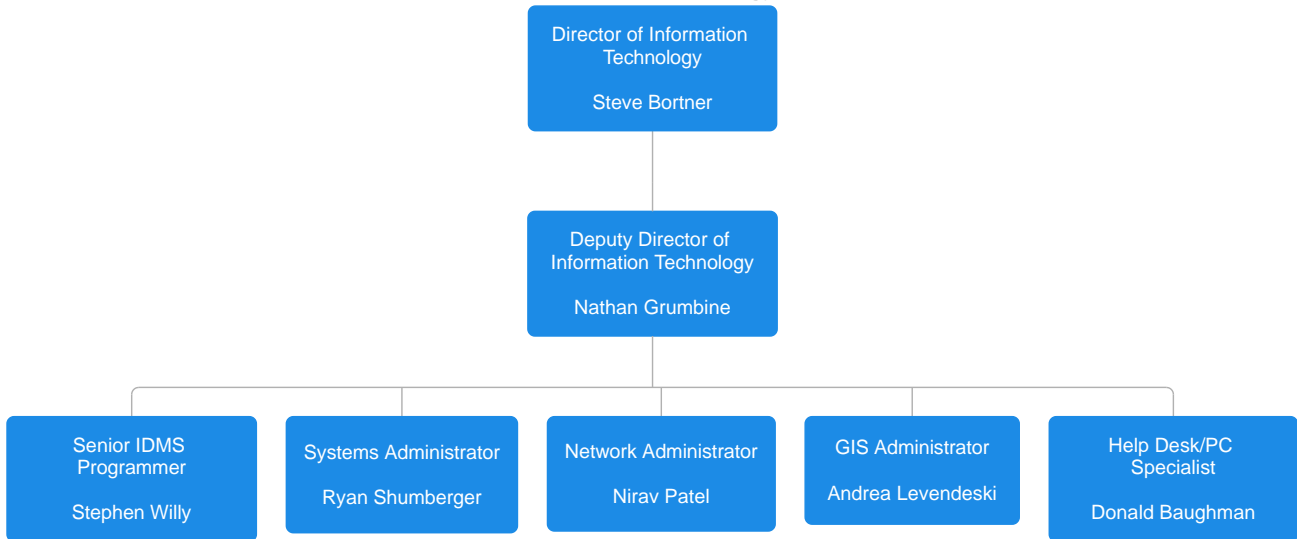 Director of Information
Technology
Steve Bortner
Deputy Director of
Information Technology
Nathan Grumbine
Senior IDMS
Programmer
Stephen Willy
Systems Administrator
Ryan Shumberger
Network Administrator
Nirav Patel
GIS Administrator
Andrea Levendeski
Help Desk/PC
Specialist
Donald Baughman